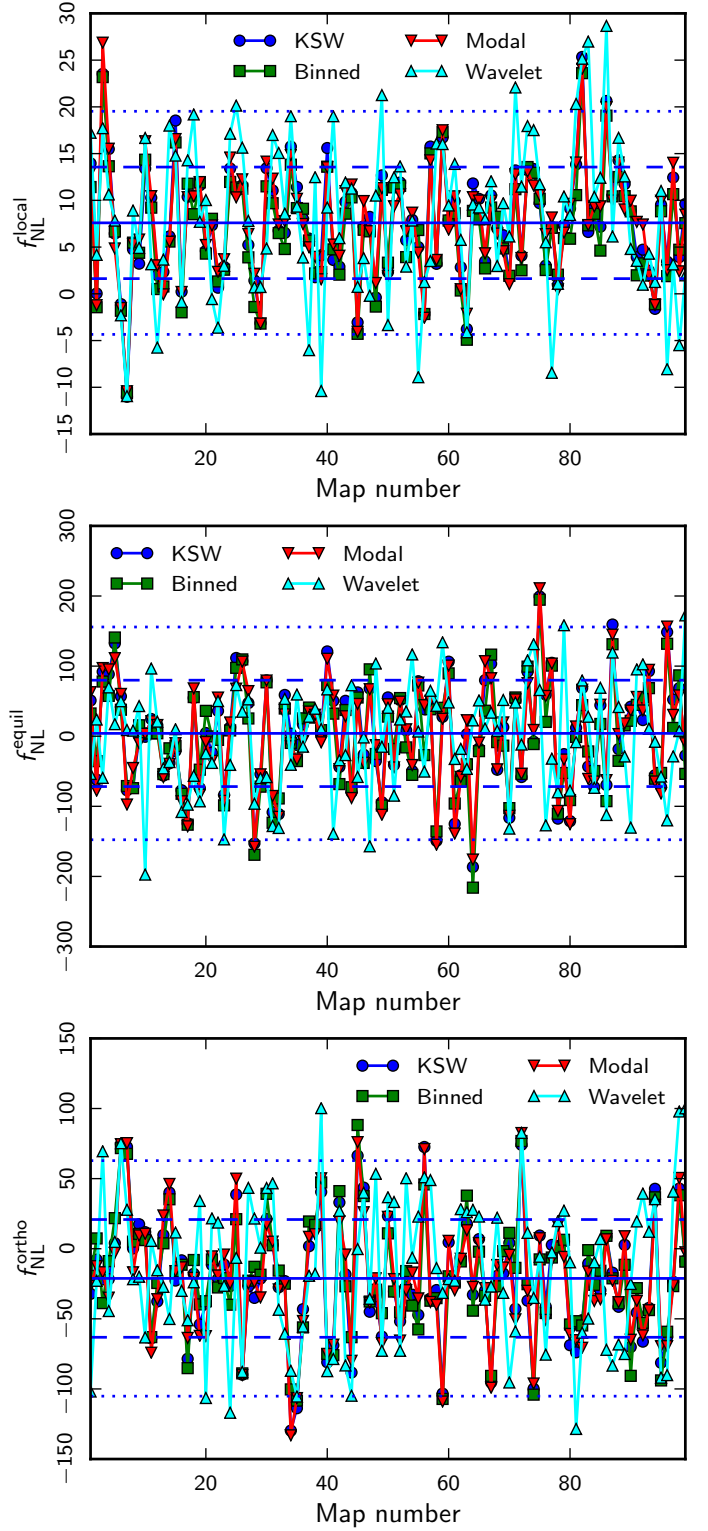 30
25
20
15
10
5
0
−5
−10
−15
f_NL^local
KSW
Modal
Binned
Wavelet
20 40 60 80
Map number
300
200
100
0
−100
−200
−300
f_NL^equil
KSW
Modal
Binned
Wavelet
20 40 60 80
Map number
150
100
50
0
−50
−100
−150
f_NL^ortho
KSW
Modal
Binned
Wavelet
20 40 60 80
Map number